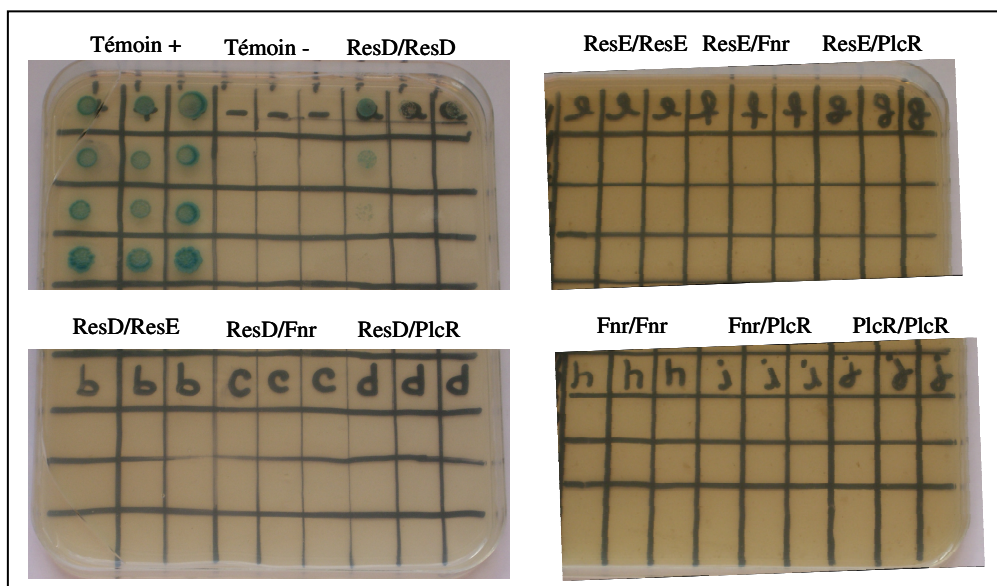 Témoin + Témoin - ResD/ResD
- - - a a a
ResE/ResE ResE/Fnr ResE/PlcR
e e e f f f g g g
ResD/ResE ResD/Fnr ResD/PlcR
b b b c c c d d d
Fnr/Fnr Fnr/PlcR PlcR/PlcR
h h h i i i j j j